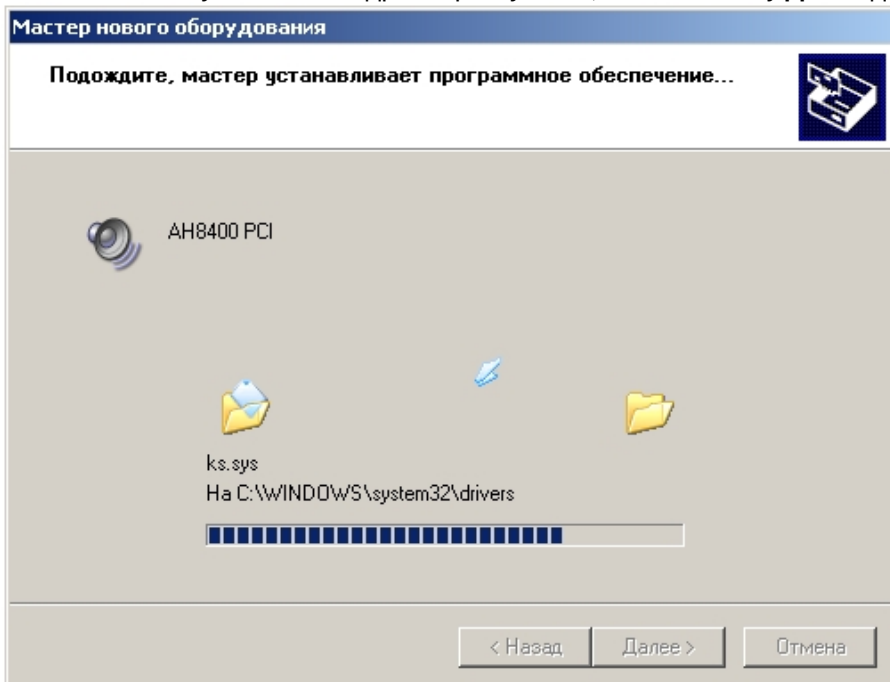 Мастер нового оборудования
Подождите, мастер устанавливает программное обеспечение...
AH8400 PCI
ks.sys
На C:\WINDOWS\system32\drivers
< Назад Далее > Отмена